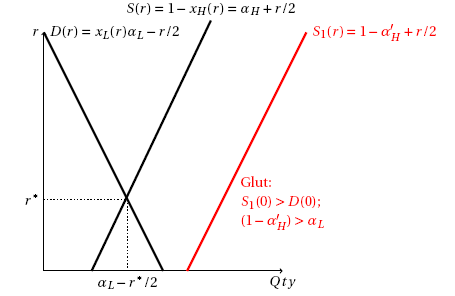 S(r) = 1 − x_H(r) = α_H + r/2
r D(r) = x_L(r)α_L − r/2
S_1(r) = 1 − α′_H + r/2
Glut:
S_1(0) > D(0);
(1 − α′_H) > α_L
r*
α_L − r*/2
Qty